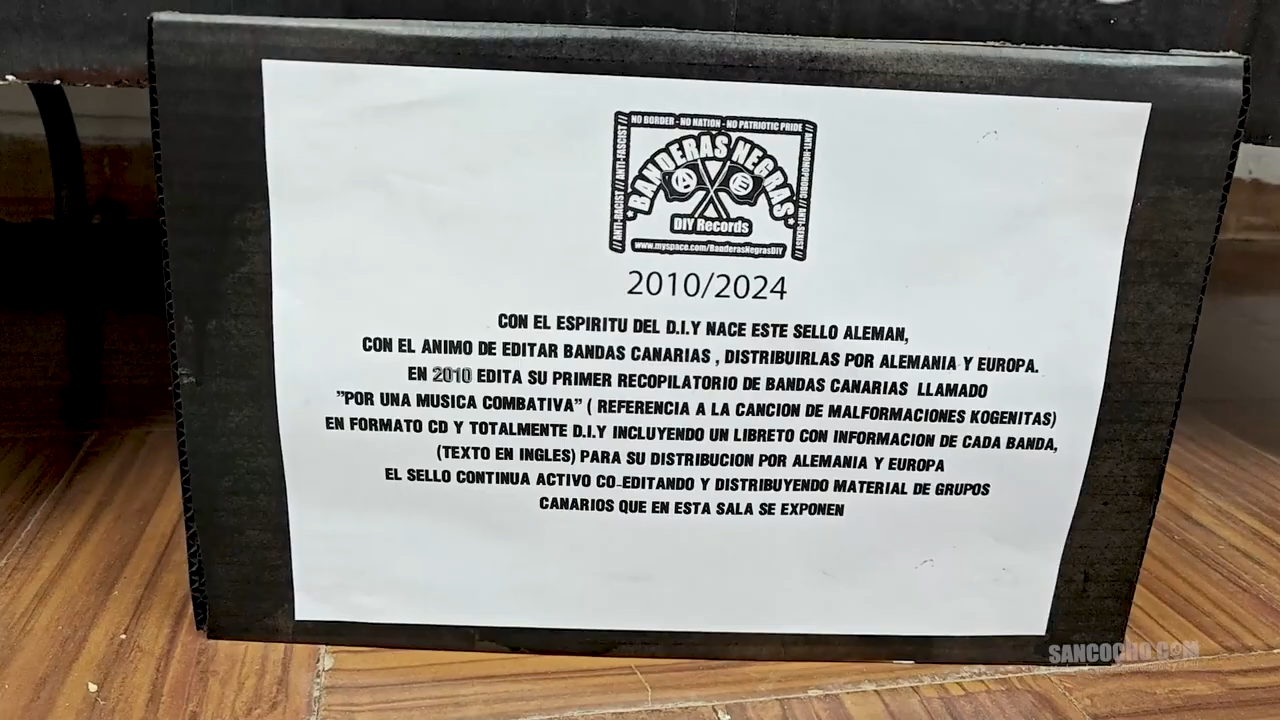 NO BORDER - NO NATION - NO PATRIOTIC PRIDE
// ANTI-RACIST // ANTI-FASCIST //
// ANTI-HOMOPHOBIC // ANTI-SEXIST //
BANDERAS NEGRAS
A E
DIY Records
www.myspace.com/BanderasNegrasDIY
2010/2024
CON EL ESPIRITU DEL D.I.Y NACE ESTE SELLO ALEMAN,
CON EL ANIMO DE EDITAR BANDAS CANARIAS , DISTRIBUIRLAS POR ALEMANIA Y EUROPA.
EN 2010 EDITA SU PRIMER RECOPILATORIO DE BANDAS CANARIAS LLAMADO
"POR UNA MUSICA COMBATIVA" ( REFERENCIA A LA CANCION DE MALFORMACIONES KOGENITAS)
EN FORMATO CD Y TOTALMENTE D.I.Y INCLUYENDO UN LIBRETO CON INFORMACION DE CADA BANDA,
(TEXTO EN INGLES) PARA SU DISTRIBUCION POR ALEMANIA Y EUROPA
EL SELLO CONTINUA ACTIVO CO-EDITANDO Y DISTRIBUYENDO MATERIAL DE GRUPOS
CANARIOS QUE EN ESTA SALA SE EXPONEN
SANCOCHO.COM